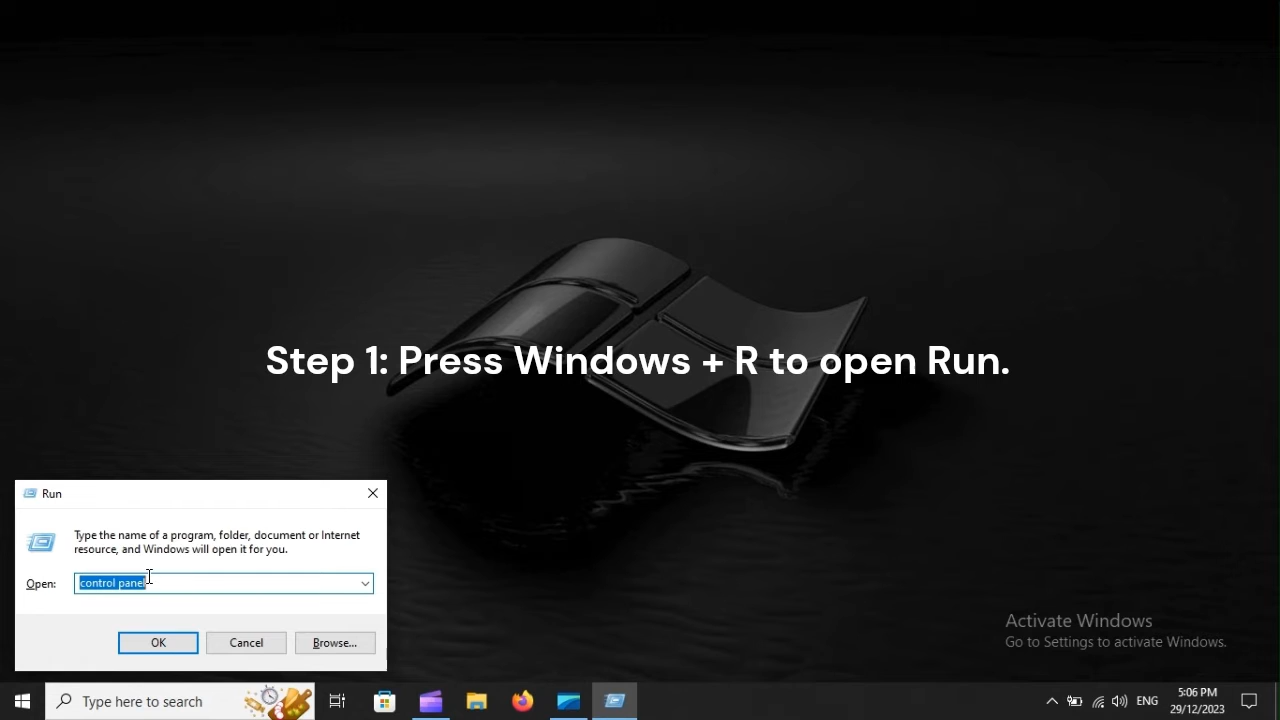 Step 1: Press Windows + R to open Run.
Run
Type the name of a program, folder, document or Internet
resource, and Windows will open it for you.
Open: control panel
OK Cancel Browse...
Activate Windows
Go to Settings to activate Windows.
Type here to search
ENG
5:06 PM
29/12/2023